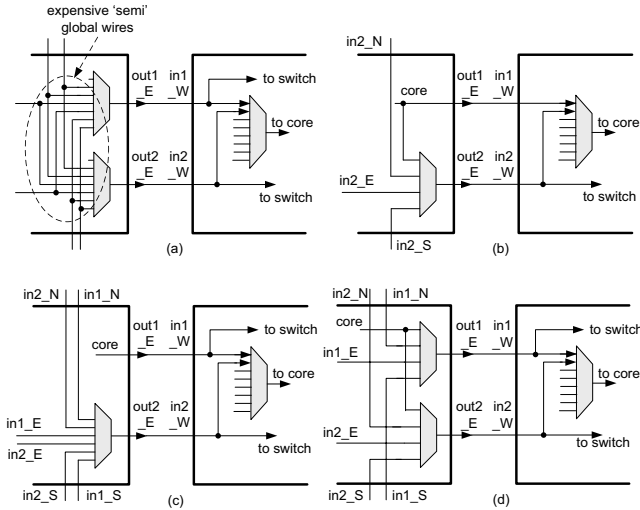 expensive ‘semi’
global wires
out1
_E
in1
_W
to switch
to core
out2
_E
in2
_W
to switch
(a)
in2_N
core
out1
_E
in1
_W
to core
in2_E
out2
_E
in2
_W
to switch
in2_S
(b)
in2_N
in1_N
core
out1
_E
in1
_W
to switch
to core
in1_E
in2_E
out2
_E
in2
_W
to switch
in2_S
in1_S
(c)
in2_N
in1_N
core
in1_E
out1
_E
in1
_W
to switch
to core
in2_E
out2
_E
in2
_W
to switch
in2_S
in1_S
(d)